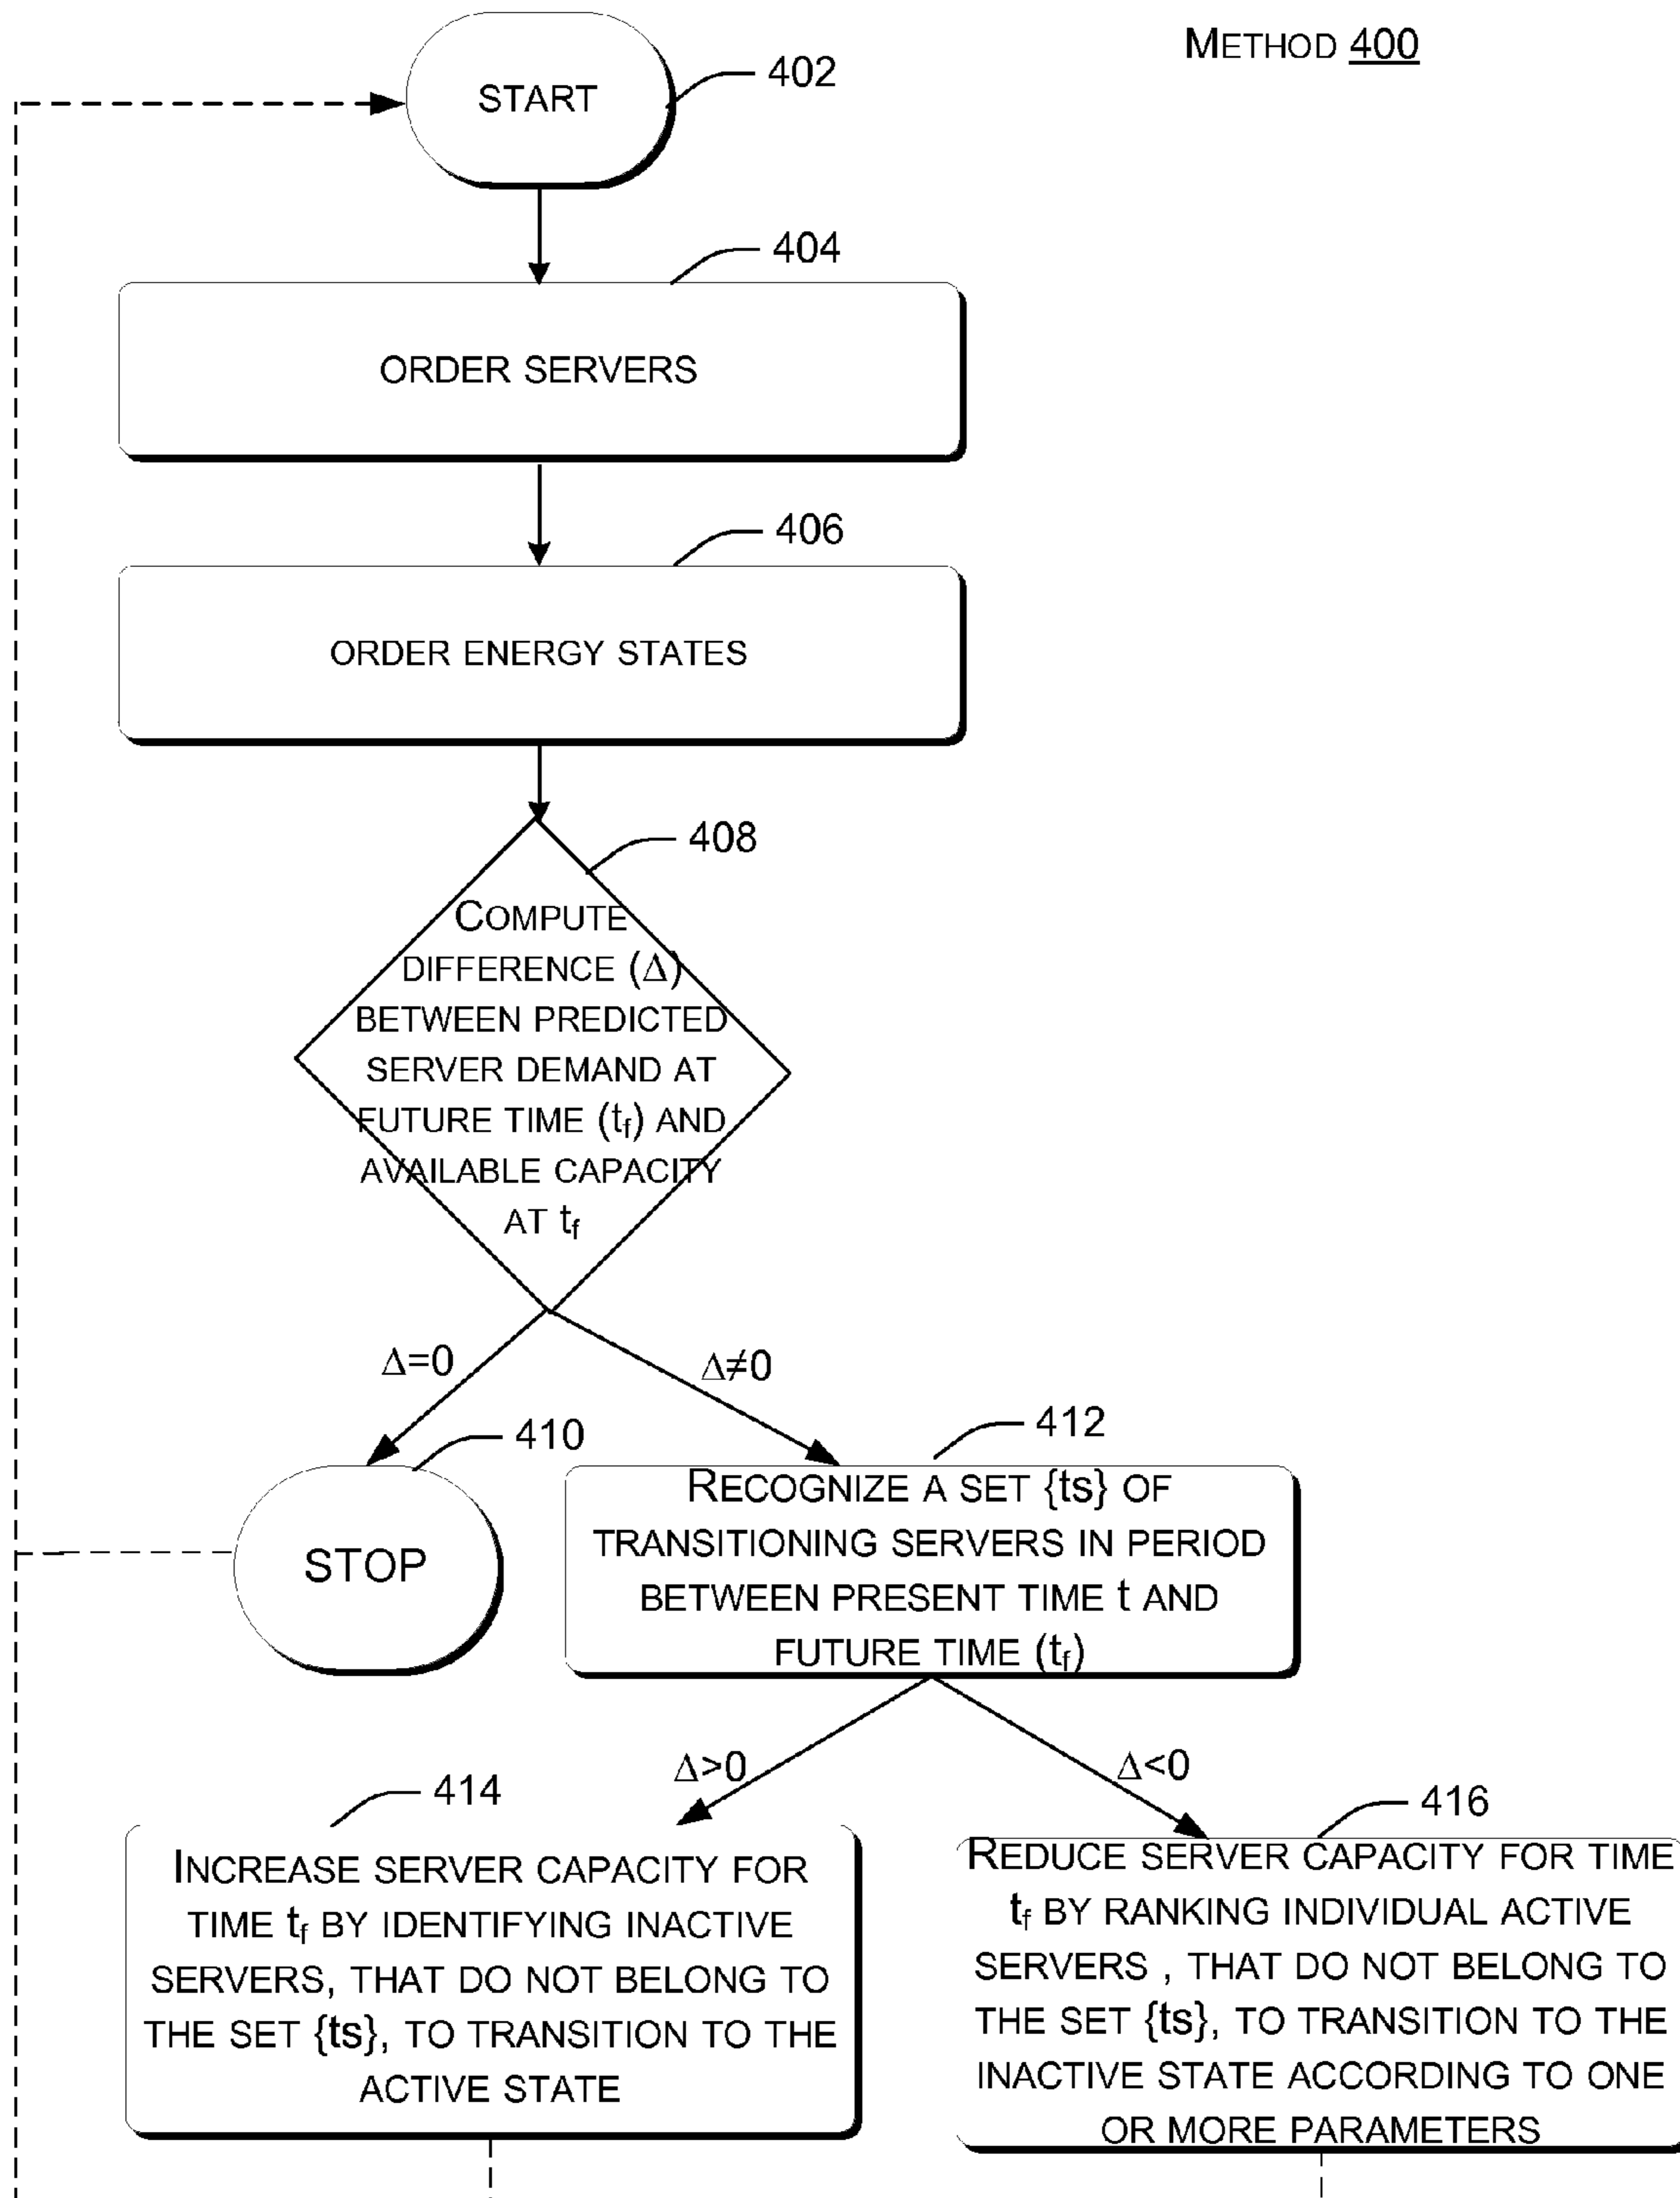 METHOD 400
START
402
404
ORDER SERVERS
406
ORDER ENERGY STATES
408
COMPUTE
DIFFERENCE (Δ)
BETWEEN PREDICTED
SERVER DEMAND AT
FUTURE TIME (tf) AND
AVAILABLE CAPACITY
AT tf
Δ=0
Δ≠0
410
STOP
412
RECOGNIZE A SET {ts} OF
TRANSITIONING SERVERS IN PERIOD
BETWEEN PRESENT TIME t AND
FUTURE TIME (tf)
Δ>0
Δ<0
414
INCREASE SERVER CAPACITY FOR
TIME tf BY IDENTIFYING INACTIVE
SERVERS, THAT DO NOT BELONG TO
THE SET {ts}, TO TRANSITION TO THE
ACTIVE STATE
416
REDUCE SERVER CAPACITY FOR TIME
tf BY RANKING INDIVIDUAL ACTIVE
SERVERS , THAT DO NOT BELONG TO
THE SET {ts}, TO TRANSITION TO THE
INACTIVE STATE ACCORDING TO ONE
OR MORE PARAMETERS